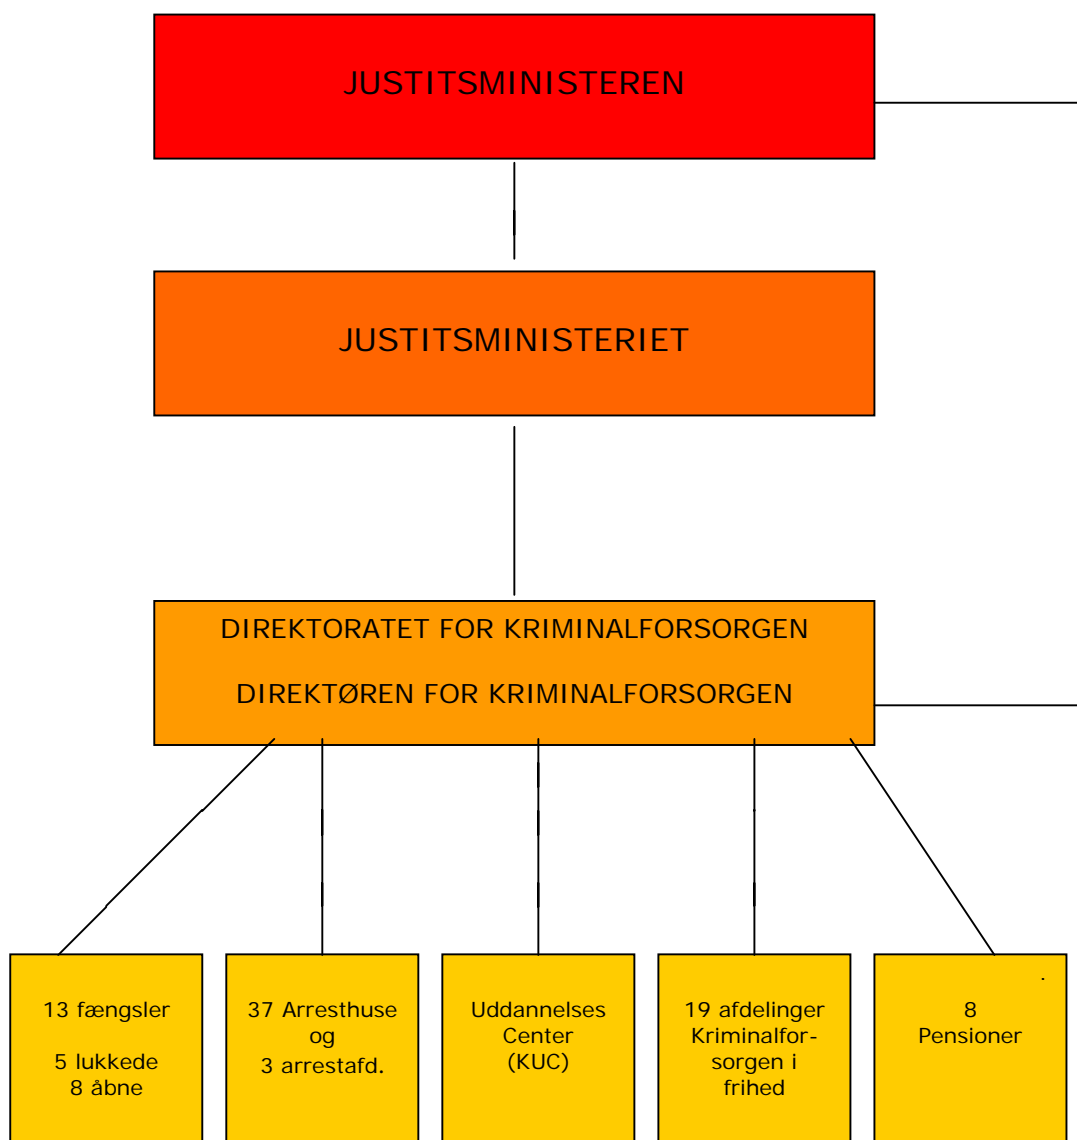 JUSTITSMINISTEREN
JUSTITSMINISTERIET
DIREKTORATET FOR KRIMINALFORSORGEN
DIREKTØREN FOR KRIMINALFORSORGEN
13 fængsler
5 lukkede
8 åbne
37 Arresthuse
og
3 arrestafd.
Uddannelses
Center
(KUC)
19 afdelinger
Kriminalfor-
sorgen i
frihed
.
8
Pensioner